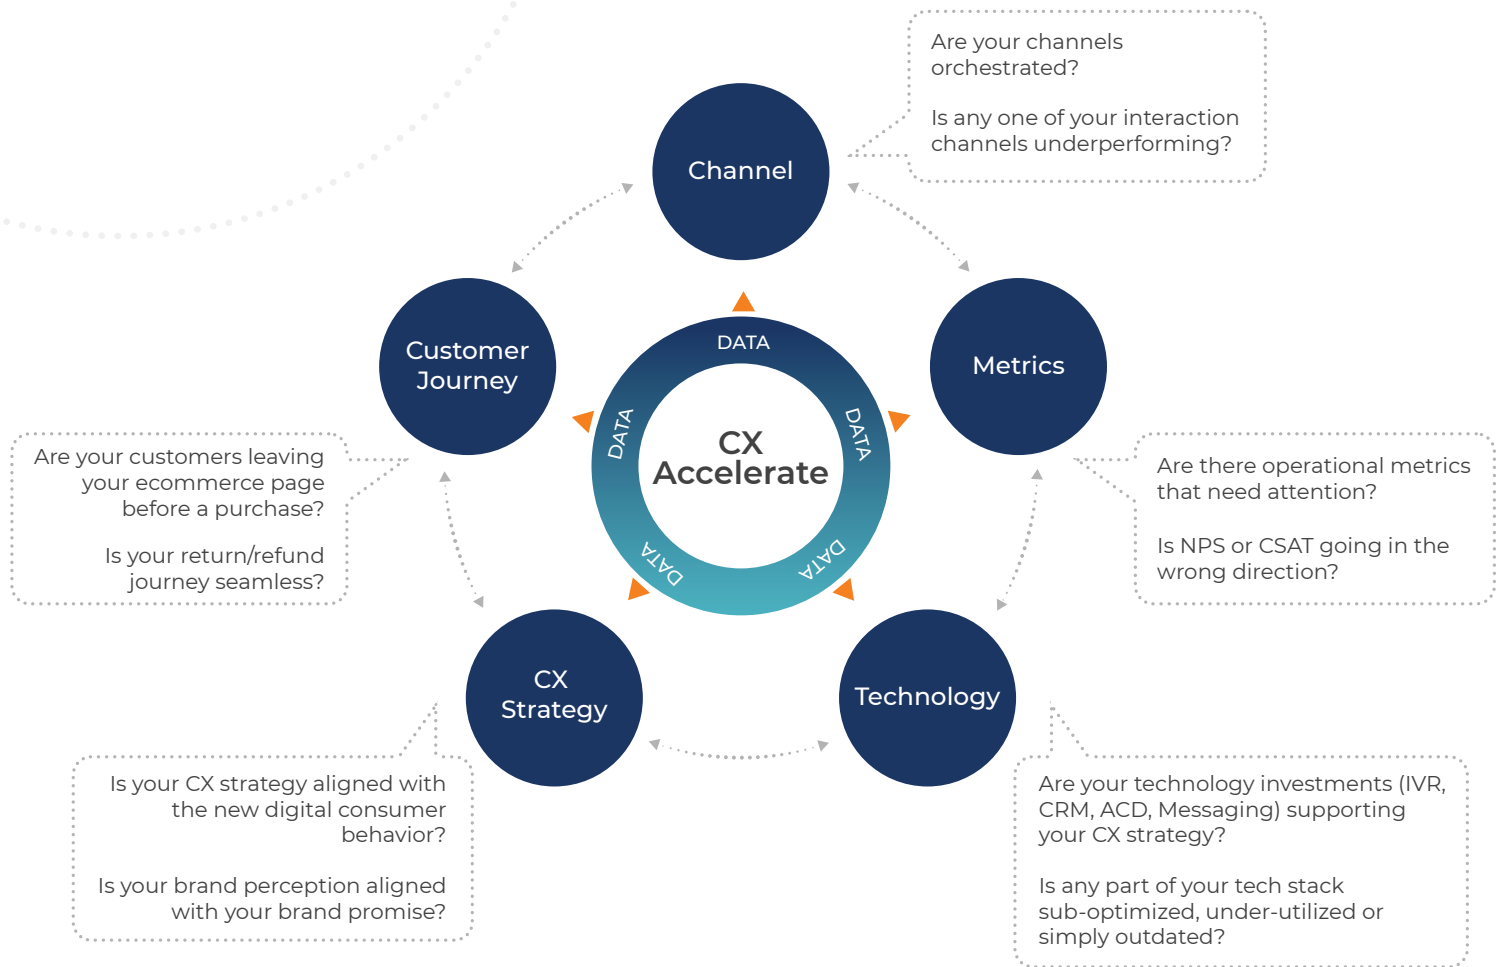 Are your channels
orchestrated?
Is any one of your interaction
channels underperforming?
Channel
Customer
Journey
Metrics
DATA
DATA
DATA
DATA
DATA
CX
Accelerate
Are your customers leaving
your ecommerce page
before a purchase?
Is your return/refund
journey seamless?
Are there operational metrics
that need attention?
Is NPS or CSAT going in the
wrong direction?
CX
Strategy
Technology
Is your CX strategy aligned with
the new digital consumer
behavior?
Is your brand perception aligned
with your brand promise?
Are your technology investments (IVR,
CRM, ACD, Messaging) supporting
your CX strategy?
Is any part of your tech stack
sub-optimized, under-utilized or
simply outdated?